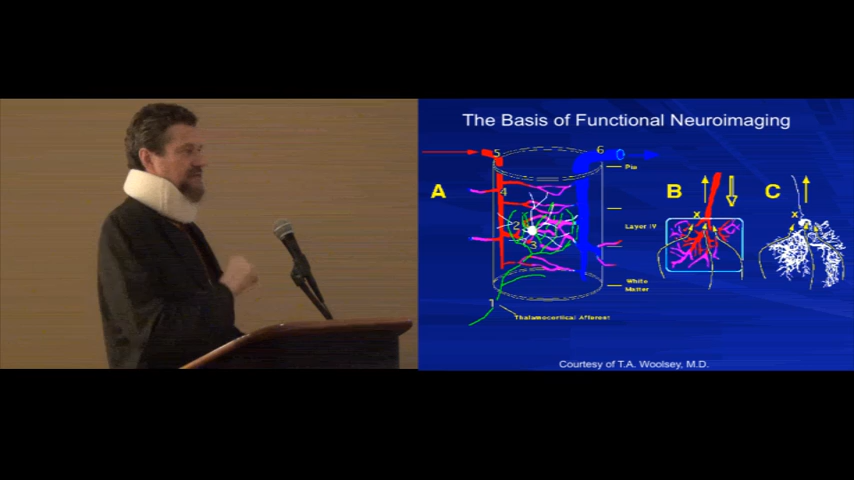 The Basis of Functional Neuroimaging
A
5
6
Pia
4
2
3
Layer IV
White
Matter
1
Thalamocortical Afferent
B
x
C
x
Courtesy of T.A. Woolsey, M.D.